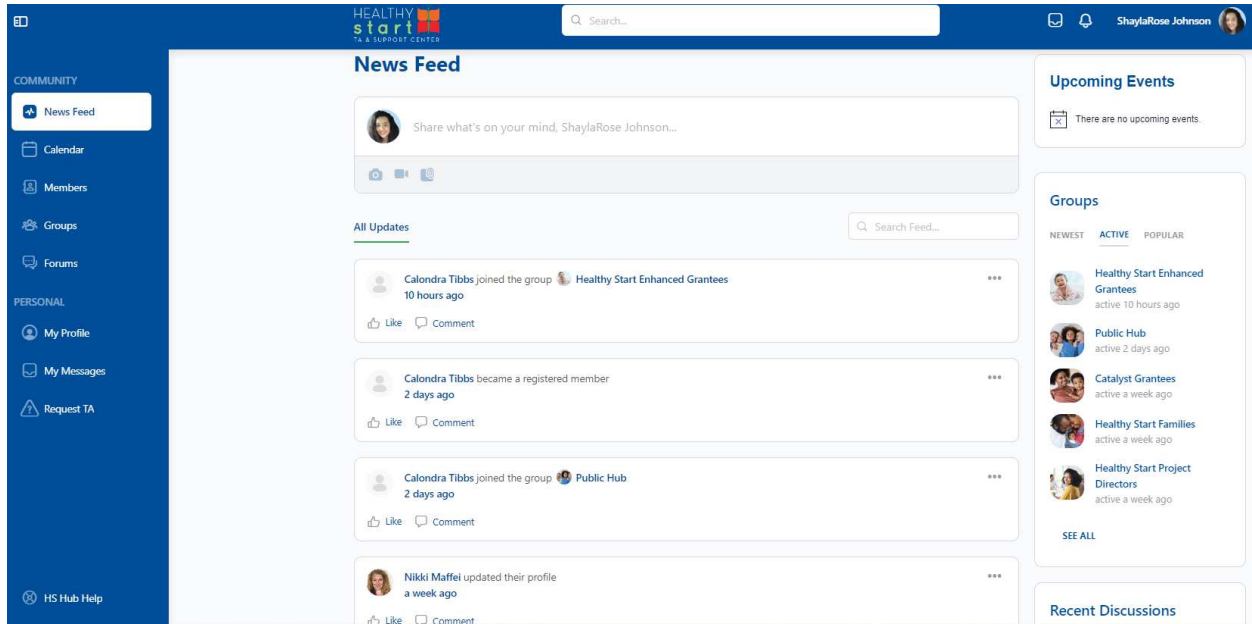 HEALTHY
start
TA & SUPPORT CENTER
Search...
ShaylaRose Johnson
COMMUNITY
News Feed
Calendar
Members
Groups
Forums
PERSONAL
My Profile
My Messages
Request TA
HS Hub Help
News Feed
Share what's on your mind, ShaylaRose Johnson...
All Updates
Search Feed...
Calondra Tibbs joined the group Healthy Start Enhanced Grantees
10 hours ago
Like Comment
Calondra Tibbs became a registered member
2 days ago
Like Comment
Calondra Tibbs joined the group Public Hub
2 days ago
Like Comment
Nikki Maffei updated their profile
a week ago
Like Comment
Upcoming Events
There are no upcoming events.
Groups
NEWEST ACTIVE POPULAR
Healthy Start Enhanced
Grantees
active 10 hours ago
Public Hub
active 2 days ago
Catalyst Grantees
active a week ago
Healthy Start Families
active a week ago
Healthy Start Project
Directors
active a week ago
SEE ALL
Recent Discussions